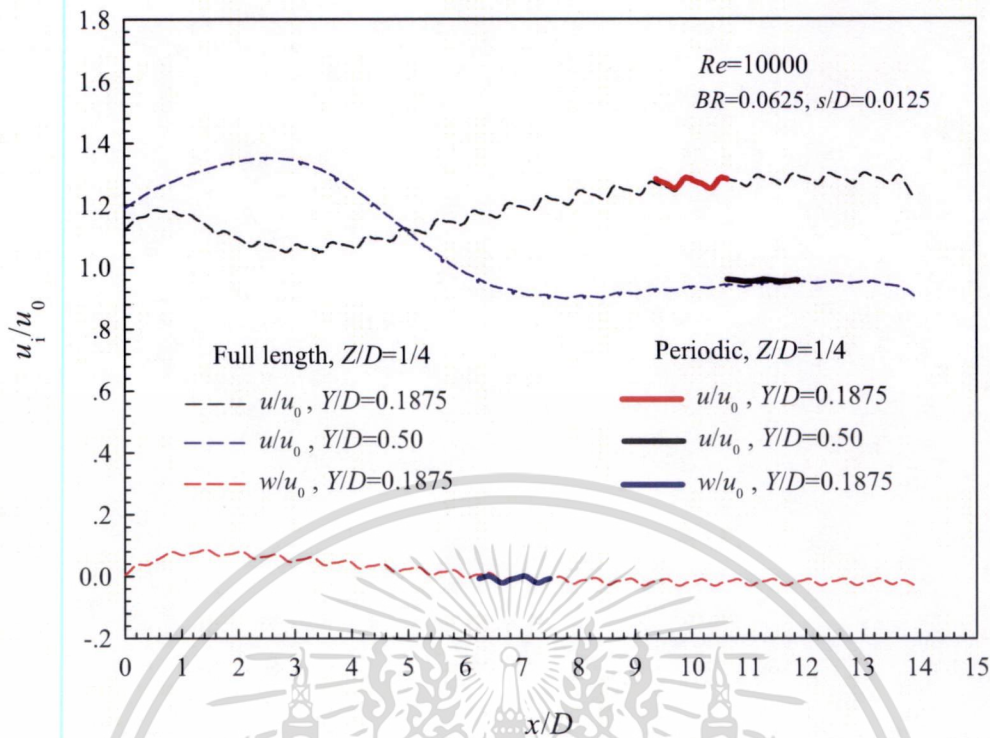 1.8
1.6
1.4
1.2
1.0
.8
.6
.4
.2
0.0
-.2
u_i/u_0
Re=10000
BR=0.0625, s/D=0.0125
Full length, Z/D=1/4
u/u_0 , Y/D=0.1875
u/u_0 , Y/D=0.50
w/u_0 , Y/D=0.1875
Periodic, Z/D=1/4
u/u_0 , Y/D=0.1875
u/u_0 , Y/D=0.50
w/u_0 , Y/D=0.1875
0 1 2 3 4 5 6 7 8 9 10 11 12 13 14 15
x/D